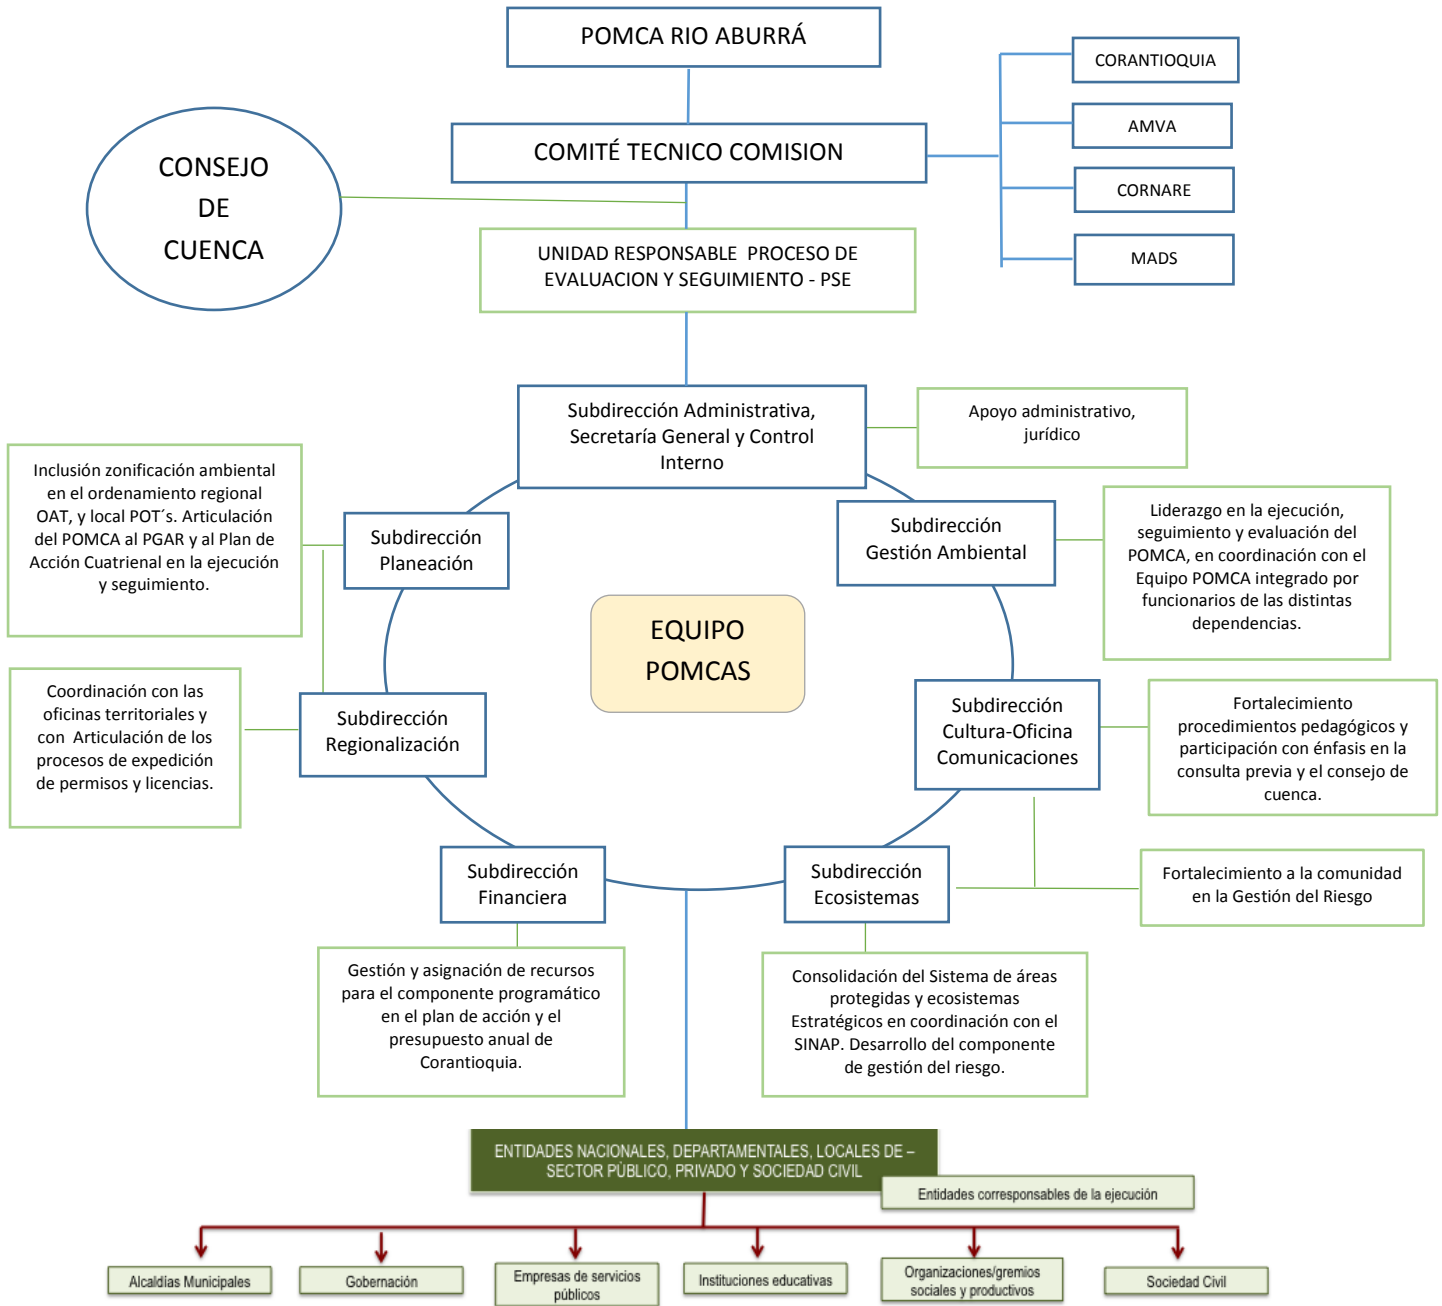 POMCA RIO ABURRÁ
CORANTIOQUIA
AMVA
CORNARE
MADS
COMITÉ TECNICO COMISION
CONSEJO
DE
CUENCA
UNIDAD RESPONSABLE PROCESO DE
EVALUACION Y SEGUIMIENTO - PSE
Subdirección Administrativa,
Secretaría General y Control
Interno
Apoyo administrativo,
jurídico
Inclusión zonificación ambiental
en el ordenamiento regional
OAT, y local POT´s. Articulación
del POMCA al PGAR y al Plan de
Acción Cuatrienal en la ejecución
y seguimiento.
Subdirección
Planeación
Subdirección
Gestión Ambiental
Liderazgo en la ejecución,
seguimiento y evaluación del
POMCA, en coordinación con el
Equipo POMCA integrado por
funcionarios de las distintas
dependencias.
EQUIPO
POMCAS
Coordinación con las
oficinas territoriales y
con Articulación de los
procesos de expedición
de permisos y licencias.
Subdirección
Regionalización
Subdirección
Cultura-Oficina
Comunicaciones
Fortalecimiento
procedimientos pedagógicos y
participación con énfasis en la
consulta previa y el consejo de
cuenca.
Subdirección
Financiera
Subdirección
Ecosistemas
Fortalecimiento a la comunidad
en la Gestión del Riesgo
Gestión y asignación de recursos
para el componente programático
en el plan de acción y el
presupuesto anual de
Corantioquia.
Consolidación del Sistema de áreas
protegidas y ecosistemas
Estratégicos en coordinación con el
SINAP. Desarrollo del componente
de gestión del riesgo.
ENTIDADES NACIONALES, DEPARTAMENTALES, LOCALES DE –
SECTOR PÚBLICO, PRIVADO Y SOCIEDAD CIVIL
Entidades corresponsables de la ejecución
Alcaldías Municipales
Gobernación
Empresas de servicios
públicos
Instituciones educativas
Organizaciones/gremios
sociales y productivos
Sociedad Civil